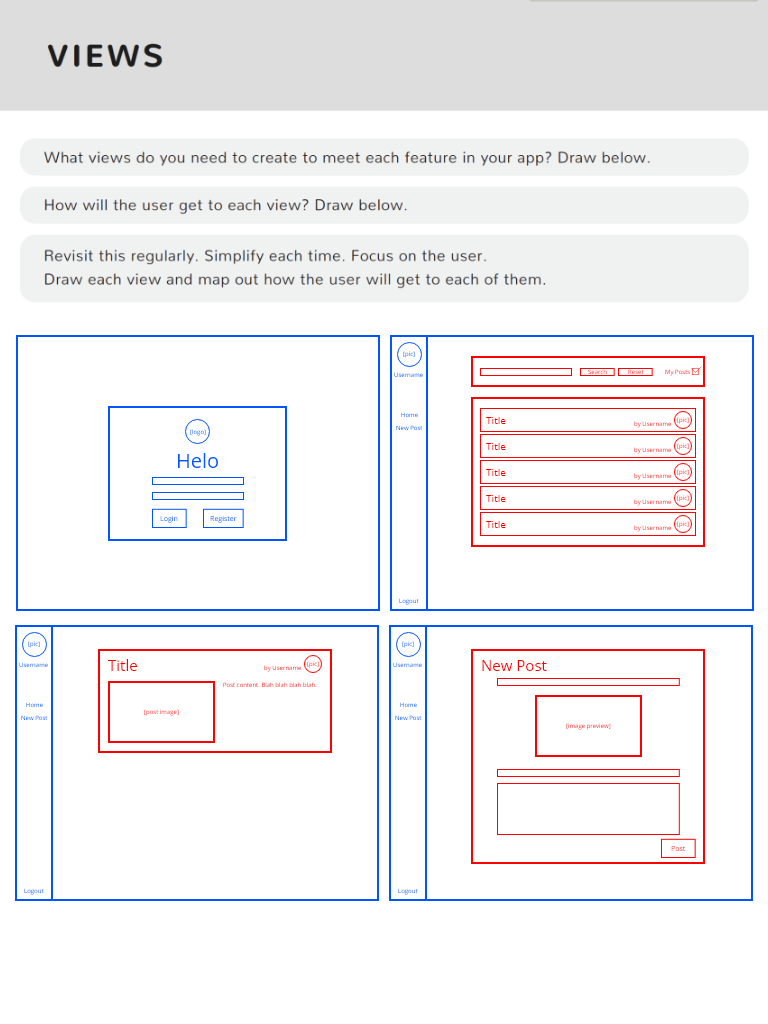 VIEWS
What views do you need to create to meet each feature in your app? Draw below.
How will the user get to each view? Draw below.
Revisit this regularly. Simplify each time. Focus on the user.
Draw each view and map out how the user will get to each of them.
[logo]
Helo
Login Register
[pic]
Username
Home
New Post
Logout
Search Reset My Posts
Title by Username [pic]
Title by Username [pic]
Title by Username [pic]
Title by Username [pic]
Title by Username [pic]
[pic]
Username
Home
New Post
Logout
Title by Username [pic]
[post image]
Post content. Blah blah blah blah.
[pic]
Username
Home
New Post
Logout
New Post
[image preview]
Post